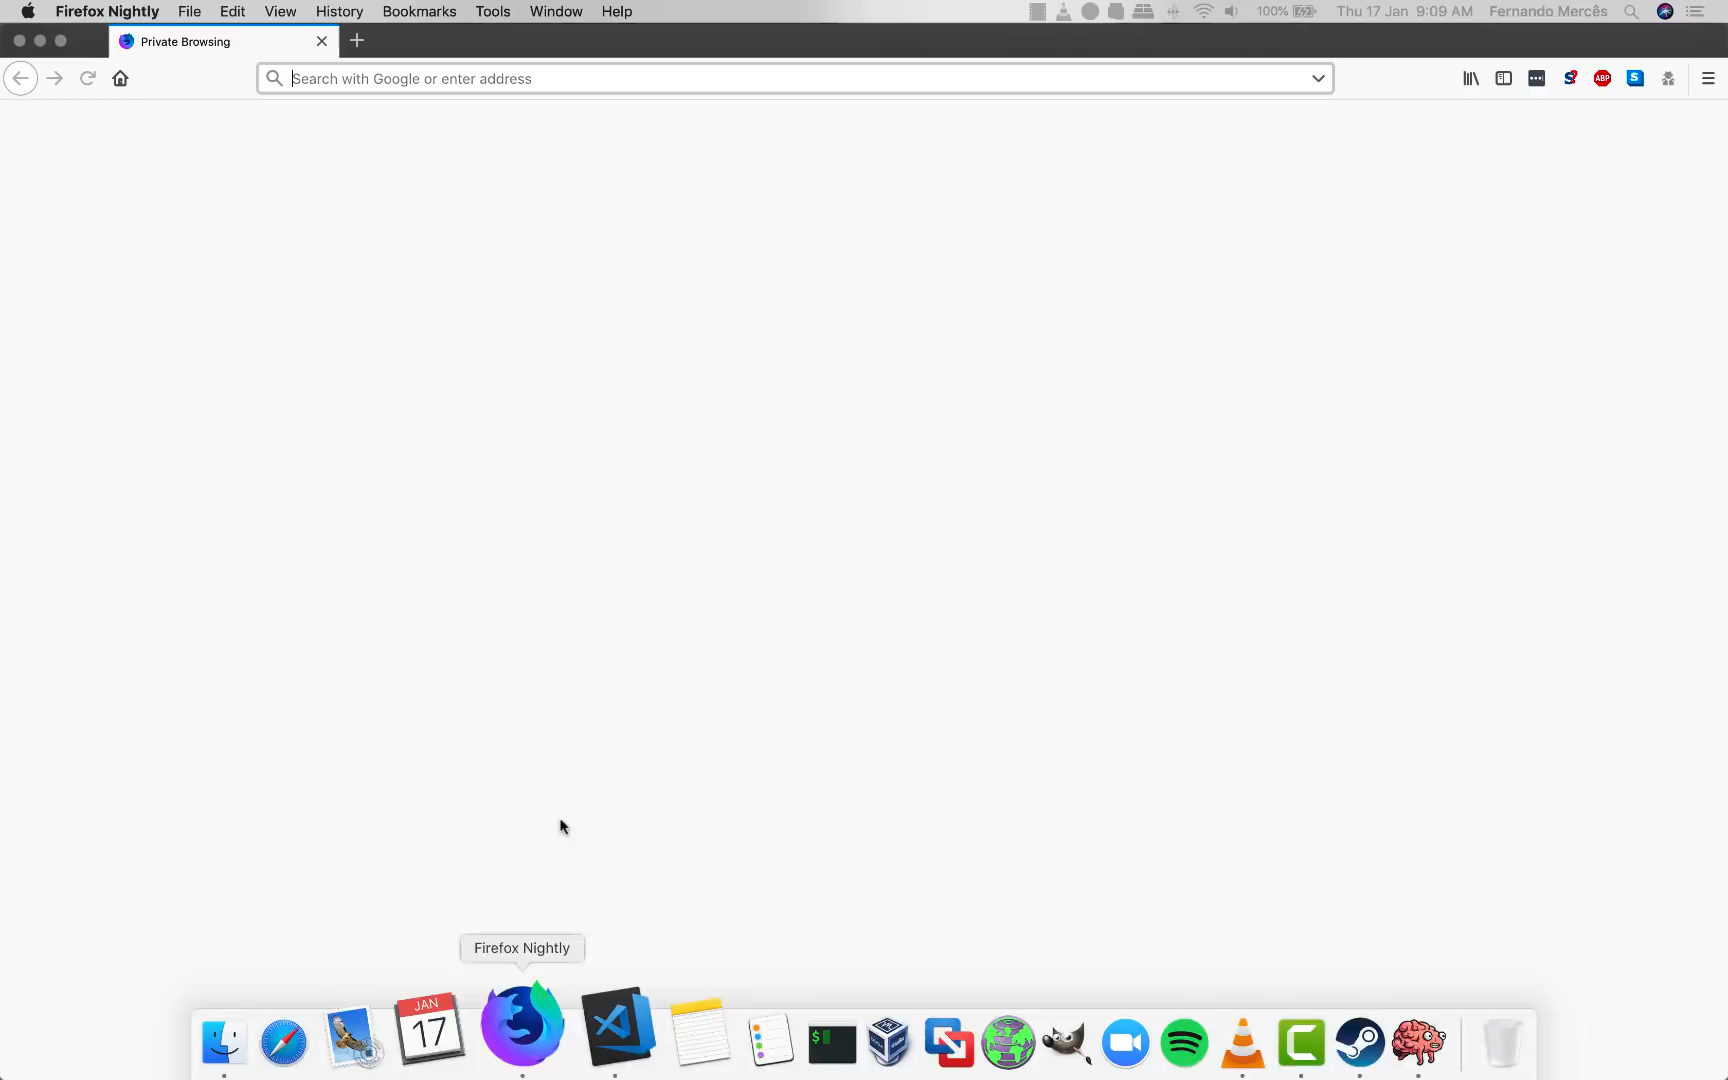 Firefox Nightly File Edit View History Bookmarks Tools Window Help 100% Thu 17 Jan 9:09 AM Fernando Mercês
Private Browsing
Search with Google or enter address
ABP
S
Firefox Nightly
JAN
17
$